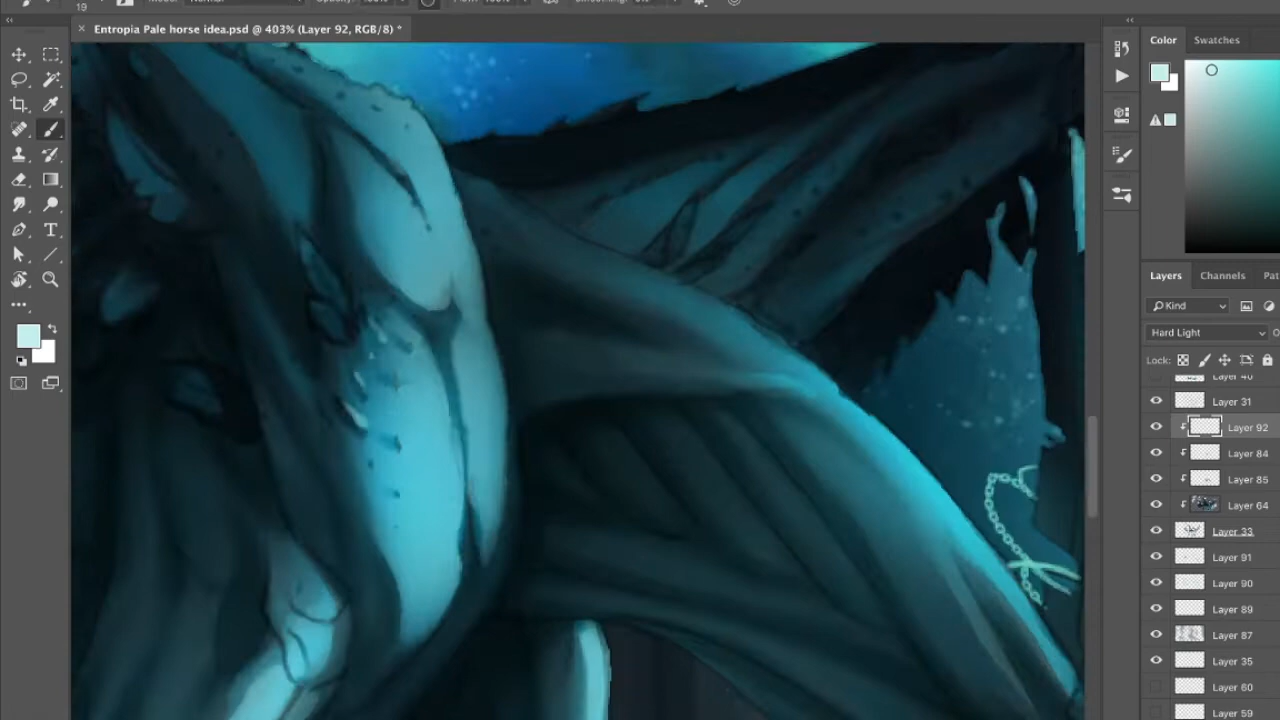 19
Entropia Pale horse idea.psd @ 403% (Layer 92, RGB/8) *
Color
Swatches
Layers
Channels
Pat
Kind
Hard Light
Lock:
Layer 40
Layer 31
Layer 92
Layer 84
Layer 85
Layer 64
Layer 33
Layer 91
Layer 90
Layer 89
Layer 87
Layer 35
Layer 60
Layer 59